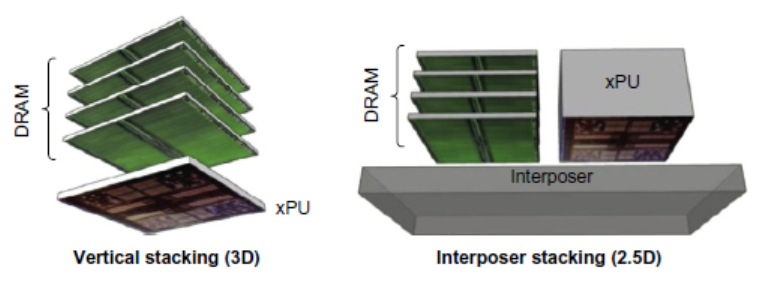 DRAM
xPU
Vertical stacking (3D)
DRAM
xPU
Interposer
Interposer stacking (2.5D)